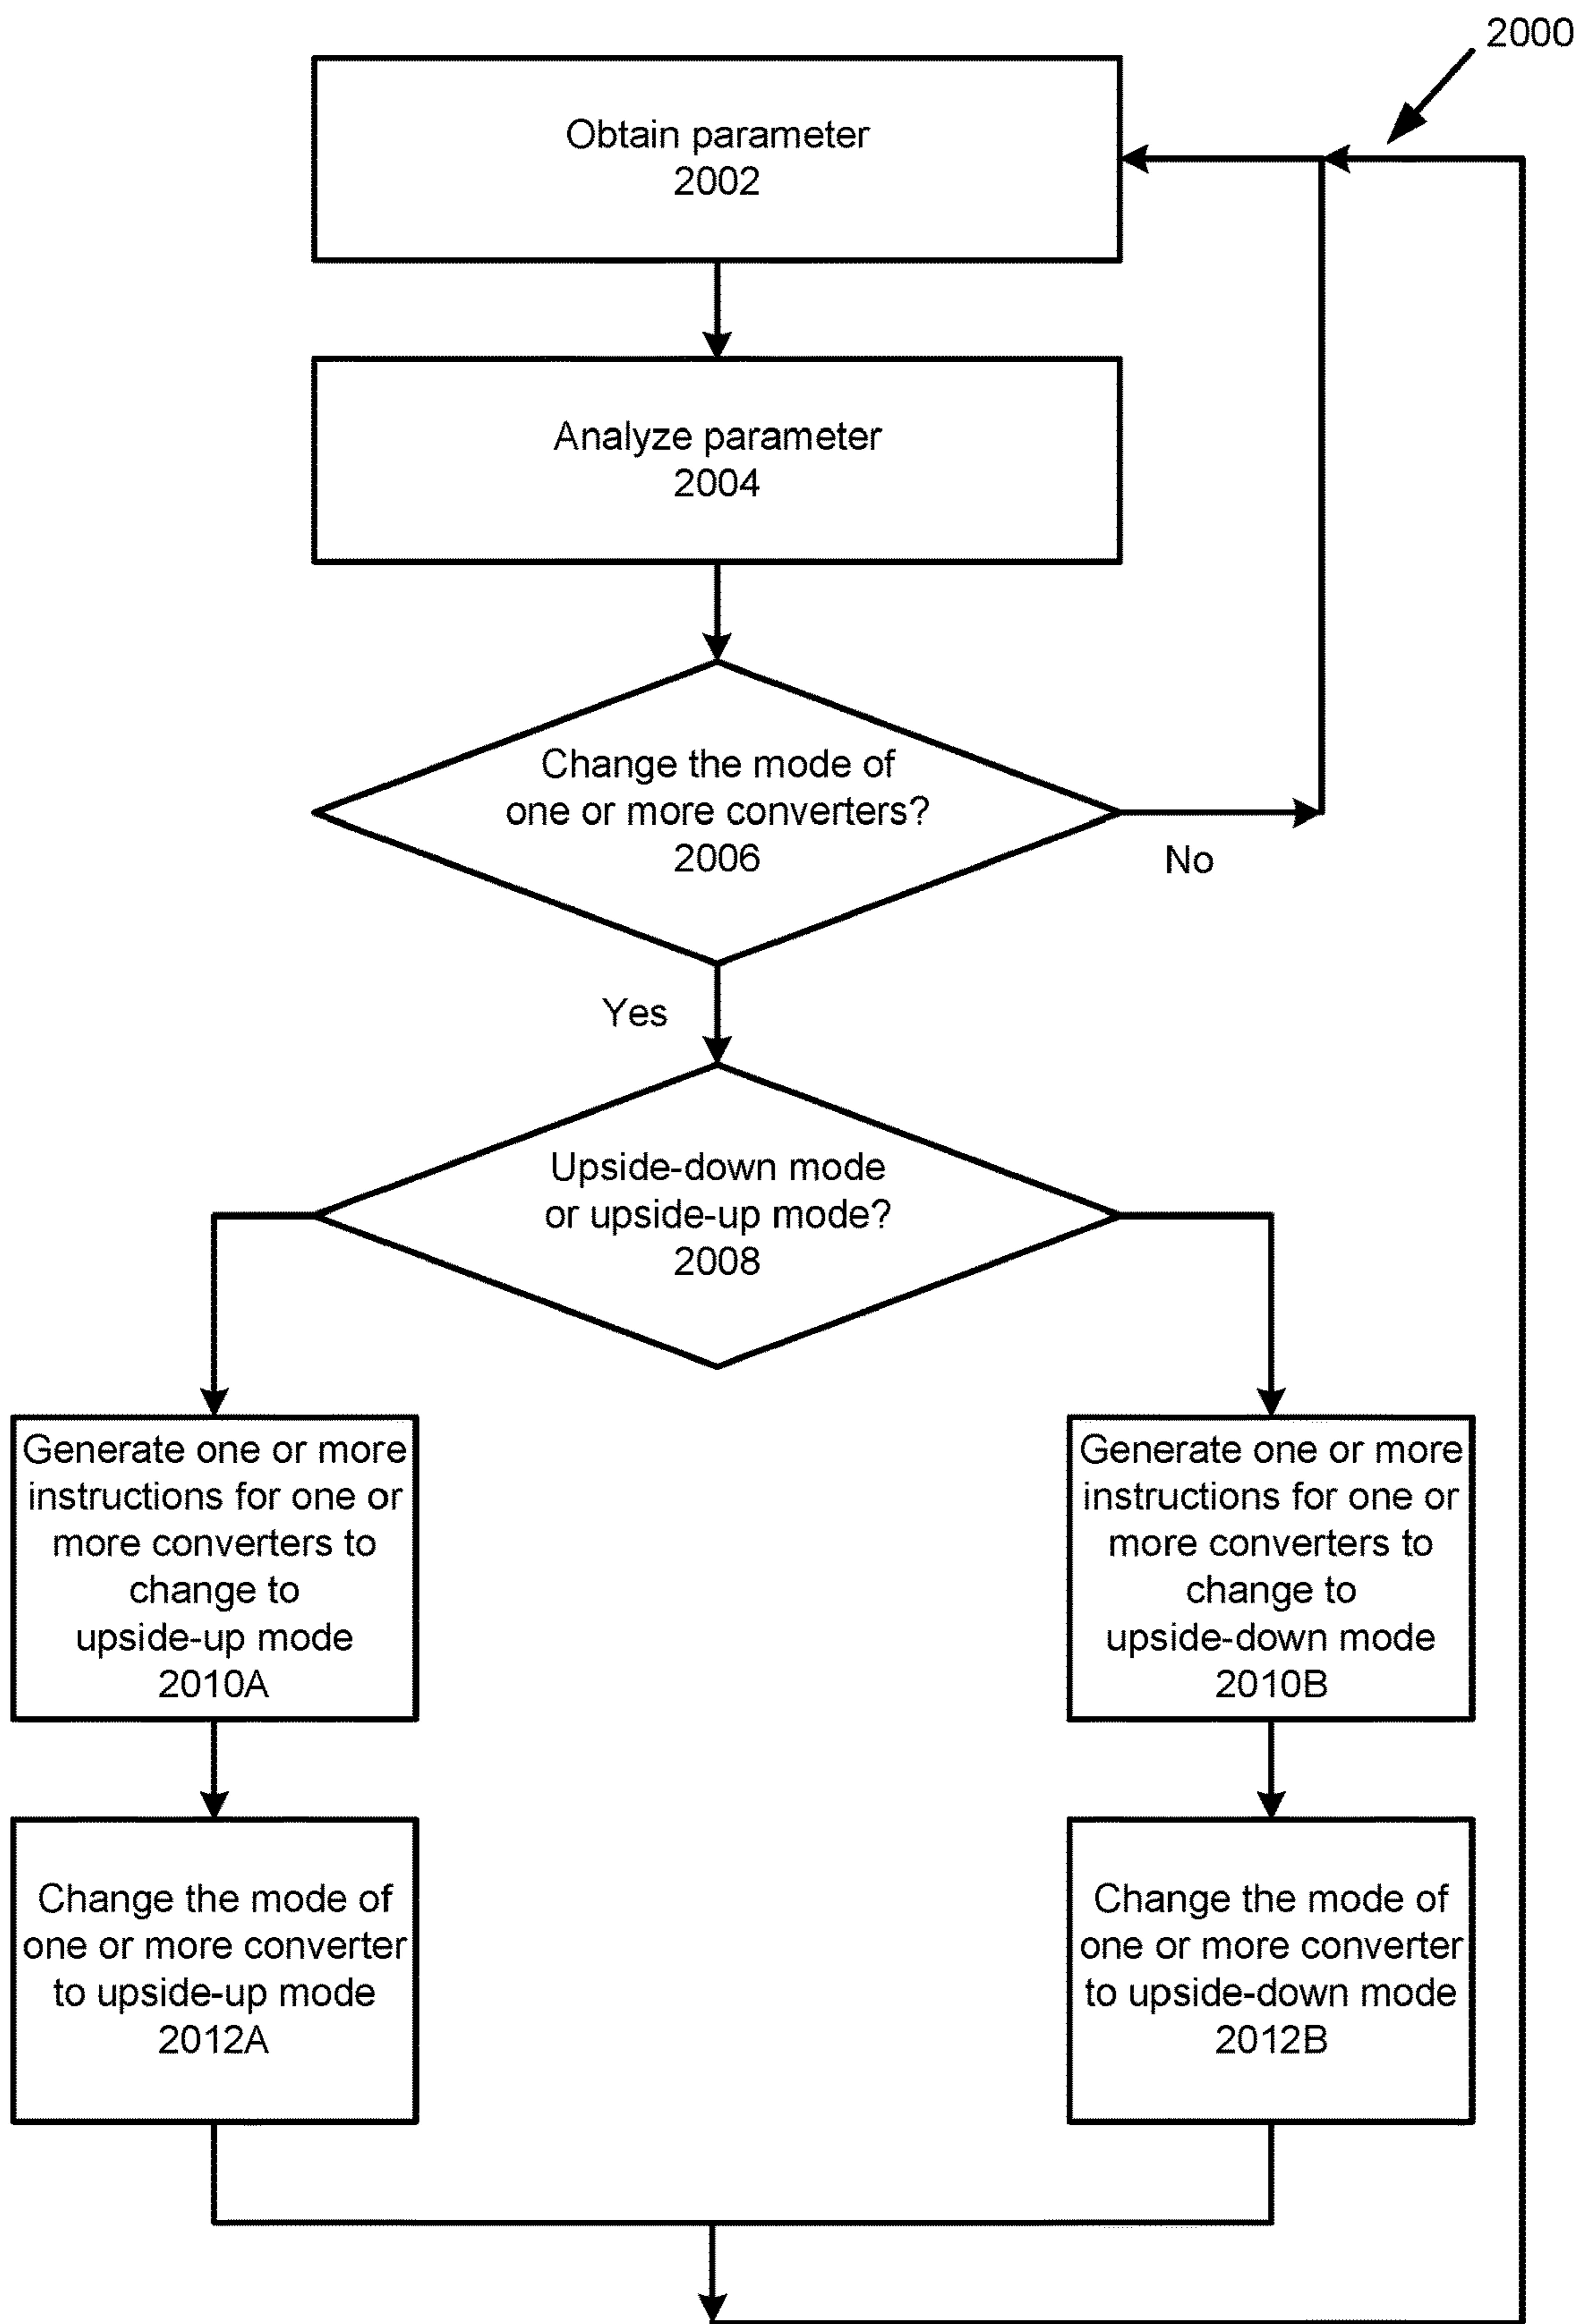 2000
Obtain parameter
2002
Analyze parameter
2004
Change the mode of
one or more converters?
2006
No
Yes
Upside-down mode
or upside-up mode?
2008
Generate one or more
instructions for one or
more converters to
change to
upside-up mode
2010A
Generate one or more
instructions for one or
more converters to
change to
upside-down mode
2010B
Change the mode of
one or more converter
to upside-up mode
2012A
Change the mode of
one or more converter
to upside-down mode
2012B